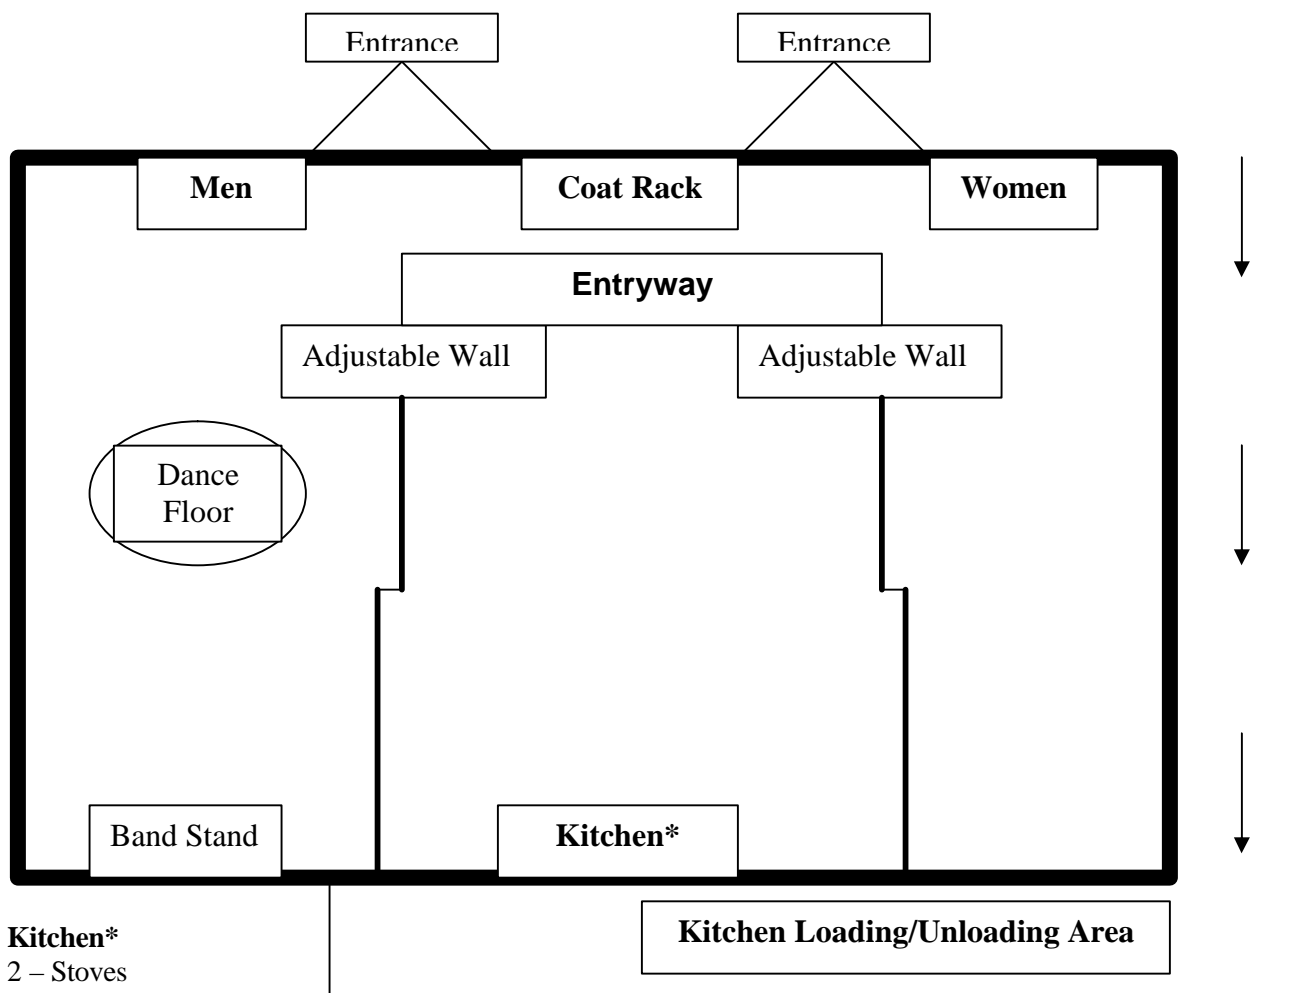 Entrance
Entrance
Men
Coat Rack
Women
Entryway
Adjustable Wall
Adjustable Wall
Dance
Floor
Band Stand
Kitchen*
Kitchen Loading/Unloading Area
Kitchen*
2 – Stoves